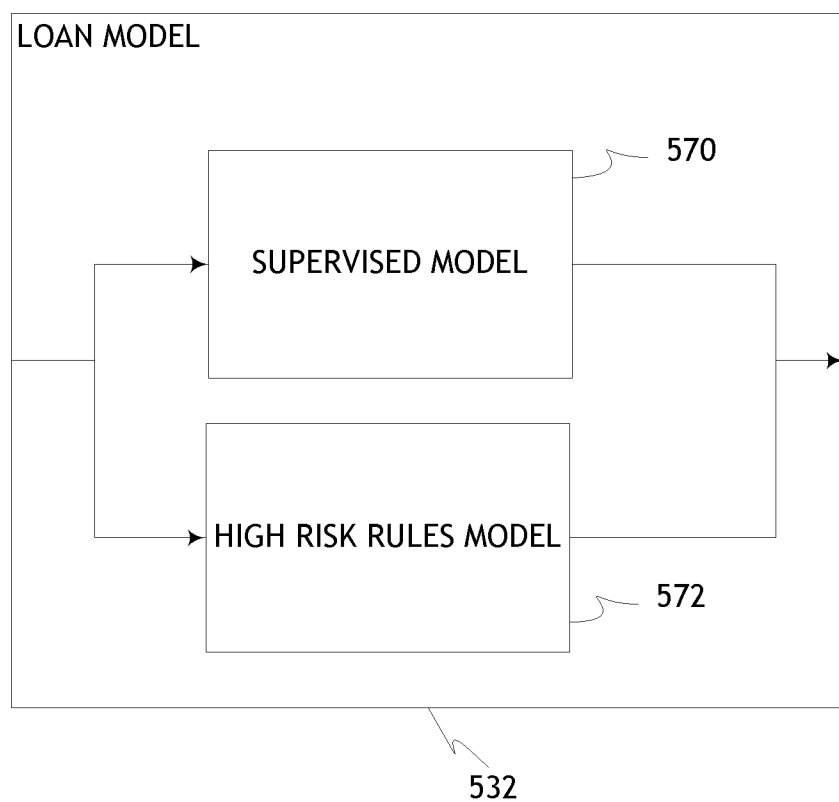 LOAN MODEL
570
SUPERVISED MODEL
HIGH RISK RULES MODEL
572
532